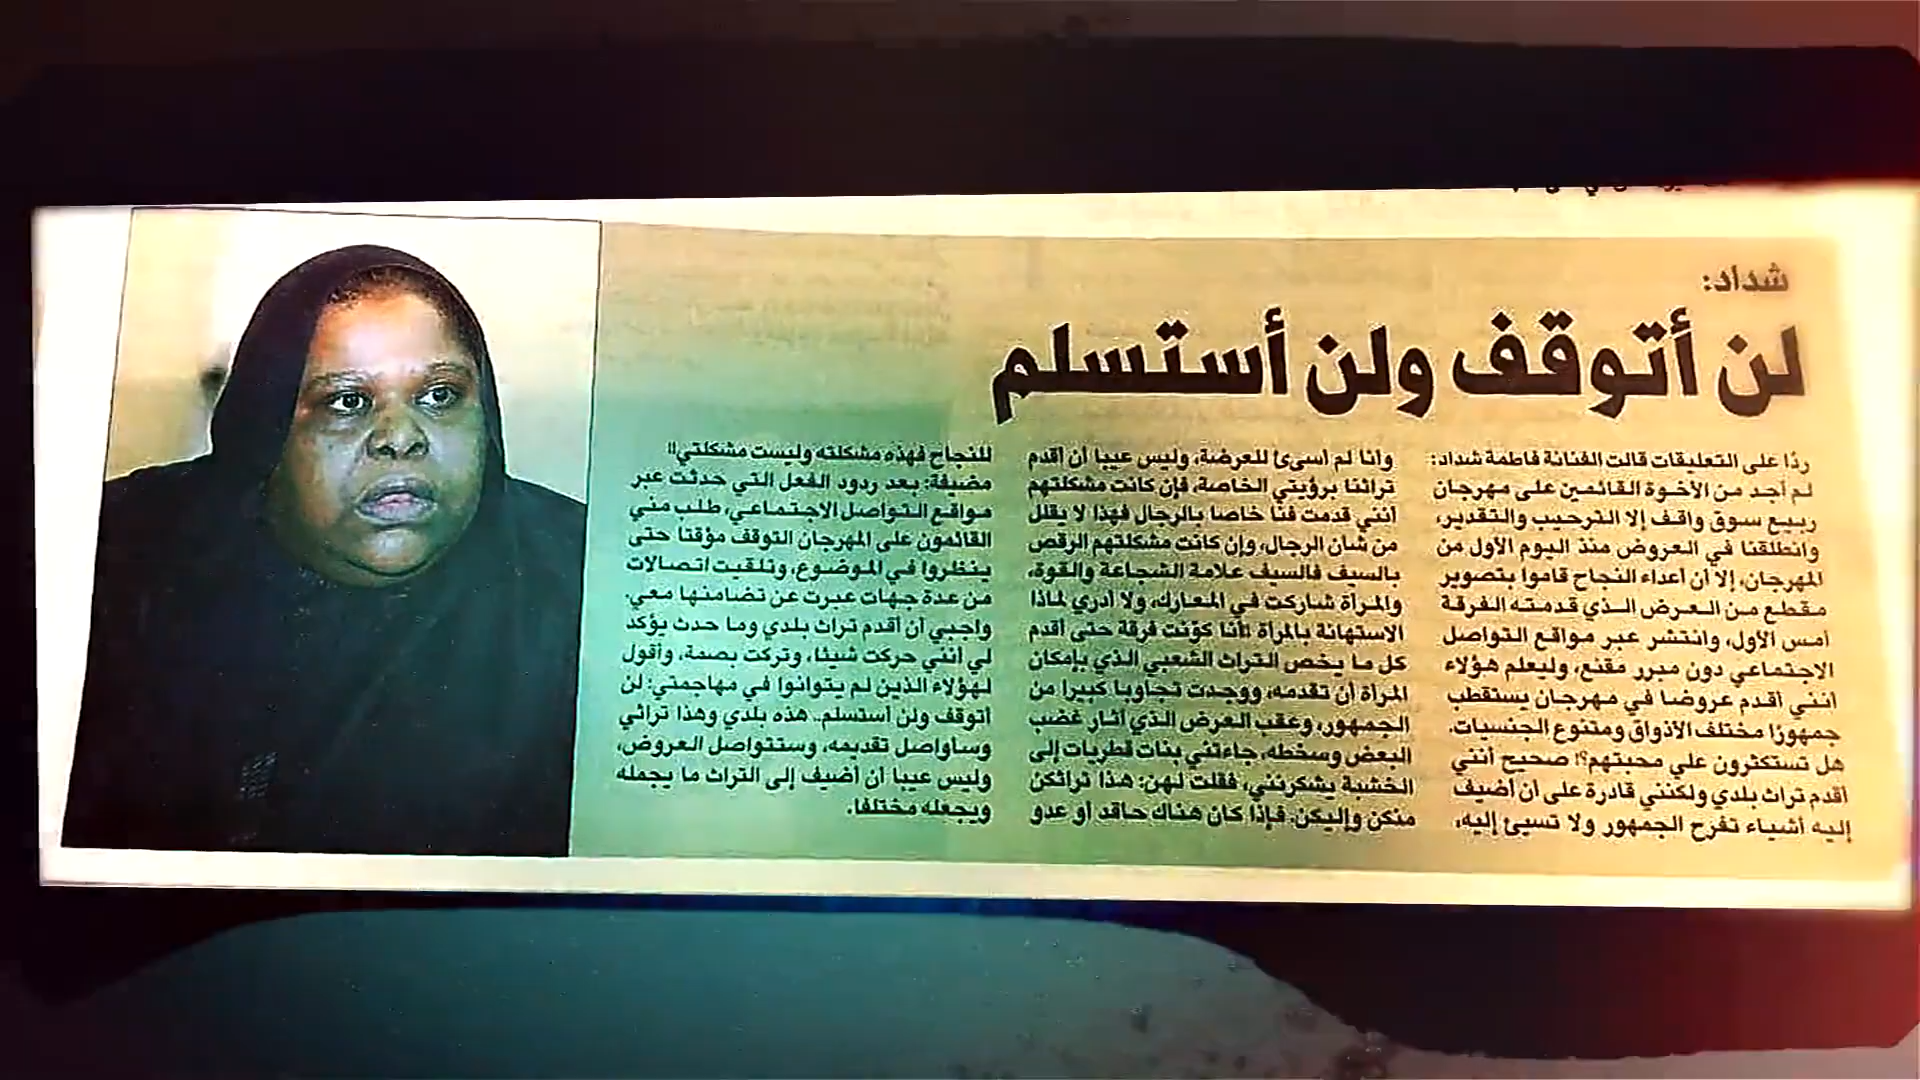 شداد:
لن أتوقف ولن أستسلم
ردًا على التعليقات قالت الفنانة فاطمة شداد:
لم أجد من الأخوة القائمين على مهرجان
ربيع سوق واقف إلا الترحيب والتقدير،
وانطلقنا في العروض منذ اليوم الأول من
المهرجان، إلا أن أعداء النجاح قاموا بتصوير
مقطع من العرض الذي قدمته الفرقة
أمس الأول، وانتشر عبر مواقع التواصل
الاجتماعي دون مبرر مقنع، وليعلم هؤلاء
أنني أقدم عروضا في مهرجان يستقطب
جمهورًا مختلف الأذواق ومتنوع الجنسيات.
هل تستكثرون علي محبتهم؟! صحيح أنني
أقدم تراث بلدي ولكنني قادرة على أن أضيف
إليه أشياء تفرح الجمهور ولا تسيئ إليه،
وأنا لم أسيئ للعرضة، وليس عيبا أن أقدم
تراثنا برؤيتي الخاصة، فإن كانت مشكلتهم
أنني قدمت فنا خاصا بالرجال فهذا لا يقلل
من شأن الرجال، وإن كانت مشكلتهم الرقص
بالسيف فالسيف علامة الشجاعة والقوة،
والمرأة شاركت في المعارك، ولا أدري لماذا
الاستهانة بالمرأة !!أنا كوّنت فرقة حتى أقدم
كل ما يخص التراث الشعبي الذي بإمكان
المرأة أن تقدمه، ووجدت تجاوبا كبيرا من
الجمهور، وعقب العرض الذي أثار غضب
البعض وسخطه، جاءتني بنات قطريات إلى
الخشبة يشكرنني، فقلت لهن: هذا تراثكن
منكن وإليكن. فإذا كان هناك حاقد أو عدو
للنجاح فهذه مشكلته وليست مشكلتي!!
مضيفة: بعد ردود الفعل التي حدثت عبر
مواقع التواصل الاجتماعي، طلب مني
القائمون على المهرجان التوقف مؤقتا حتى
ينظروا في الموضوع، وتلقيت اتصالات
من عدة جهات عبرت عن تضامنها معي.
واجبي أن أقدم تراث بلدي وما حدث يؤكد
لي أنني حركت شيئا، وتركت بصمة، وأقول
لهؤلاء الذين لم يتوانوا في مهاجمتي: لن
أتوقف ولن أستسلم.. هذه بلدي وهذا تراثي
وسأواصل تقديمه، وستتواصل العروض،
وليس عيبا أن أضيف إلى التراث ما يجمله
ويجعله مختلفا.